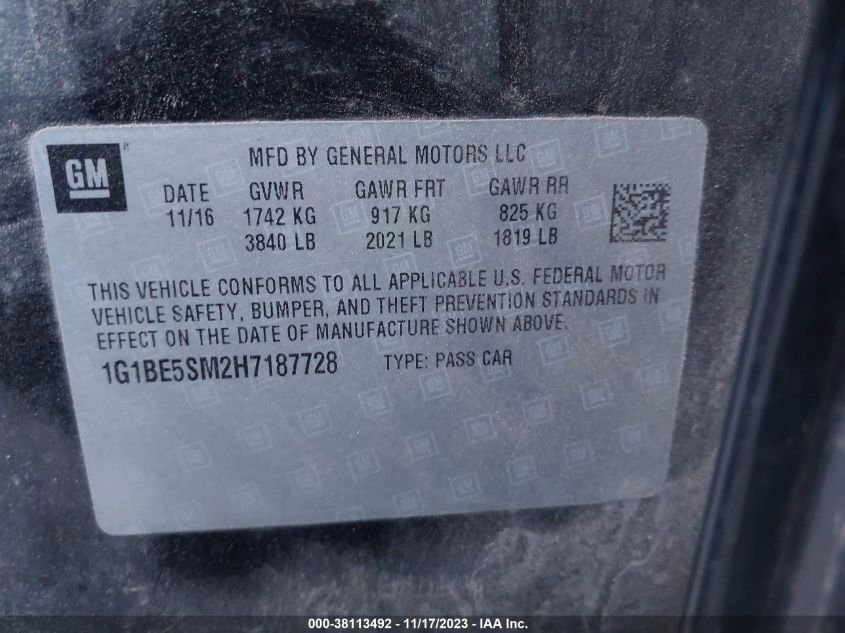 GM
MFD BY GENERAL MOTORS LLC
DATE GVWR GAWR FRT GAWR RR
11/16 1742 KG 917 KG 825 KG
3840 LB 2021 LB 1819 LB
THIS VEHICLE CONFORMS TO ALL APPLICABLE U.S. FEDERAL MOTOR
VEHICLE SAFETY, BUMPER, AND THEFT PREVENTION STANDARDS IN
EFFECT ON THE DATE OF MANUFACTURE SHOWN ABOVE.
1G1BE5SM2H7187728 TYPE: PASS CAR
000-38113492 - 11/17/2023 - IAA Inc.